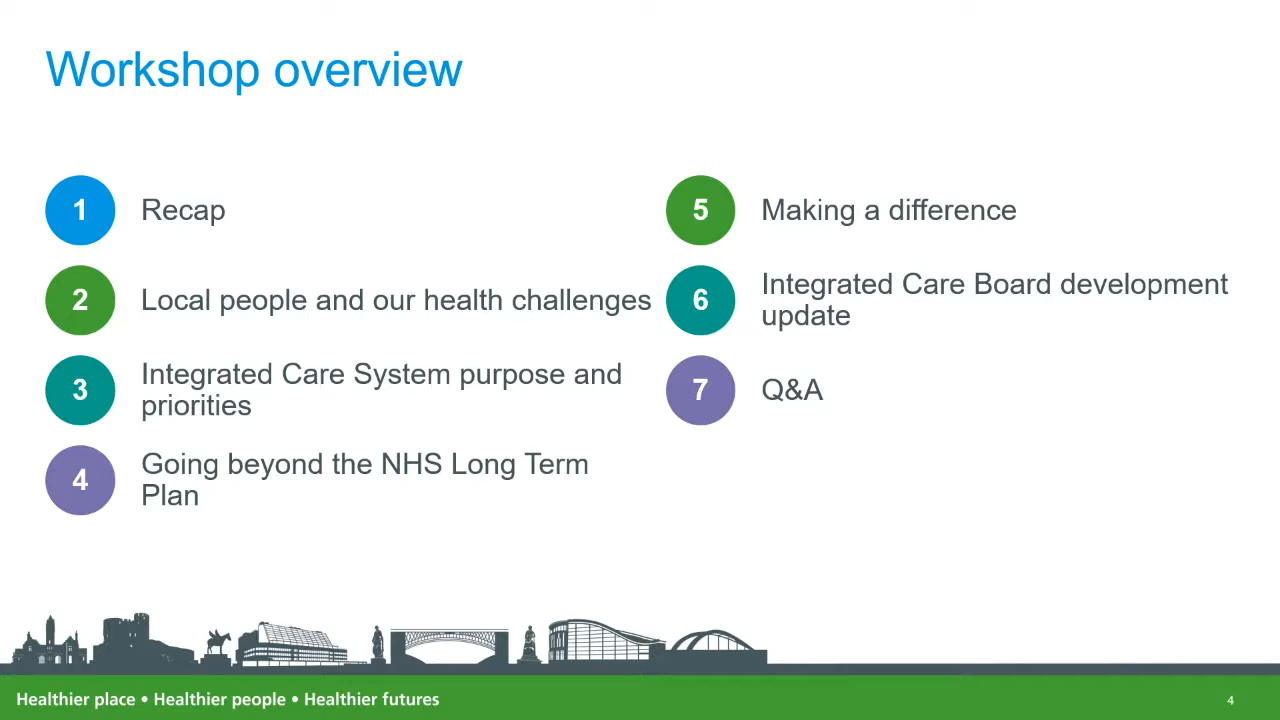 Workshop overview
1
Recap
2
Local people and our health challenges
3
Integrated Care System purpose and
priorities
4
Going beyond the NHS Long Term
Plan
5
Making a difference
6
Integrated Care Board development
update
7
Q&A
Healthier place • Healthier people • Healthier futures
4